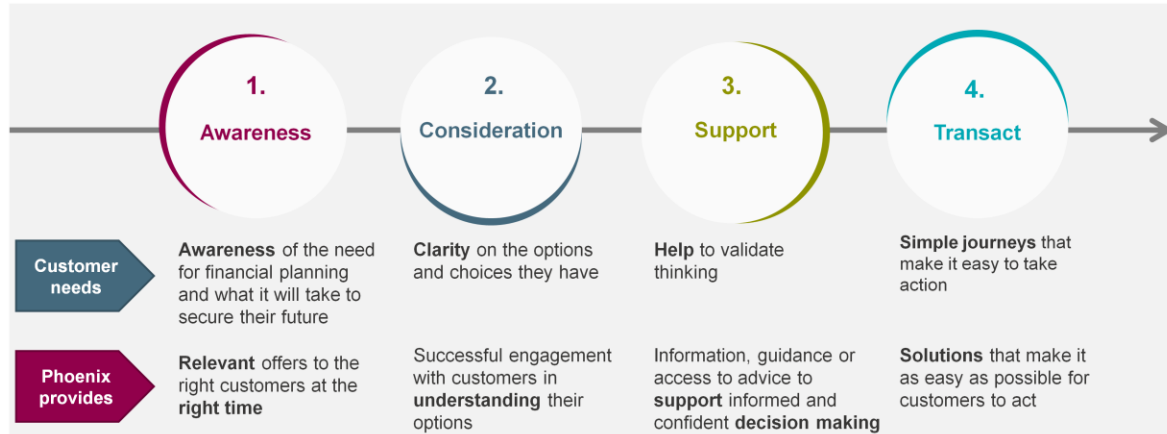 1.
Awareness
2.
Consideration
3.
Support
4.
Transact
Customer
needs
Awareness of the need
for financial planning
and what it will take to
secure their future
Clarity on the options
and choices they have
Help to validate
thinking
Simple journeys that
make it easy to take
action
Phoenix
provides
Relevant offers to the
right customers at the
right time
Successful engagement
with customers in
understanding their
options
Information, guidance or
access to advice to
support informed and
confident decision making
Solutions that make it
as easy as possible for
customers to act